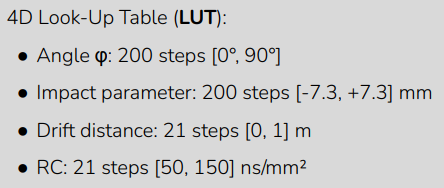 4D Look-Up Table (LUT):
● Angle φ: 200 steps [0°, 90°]
● Impact parameter: 200 steps [-7.3, +7.3] mm
● Drift distance: 21 steps [0, 1] m
● RC: 21 steps [50, 150] ns/mm²